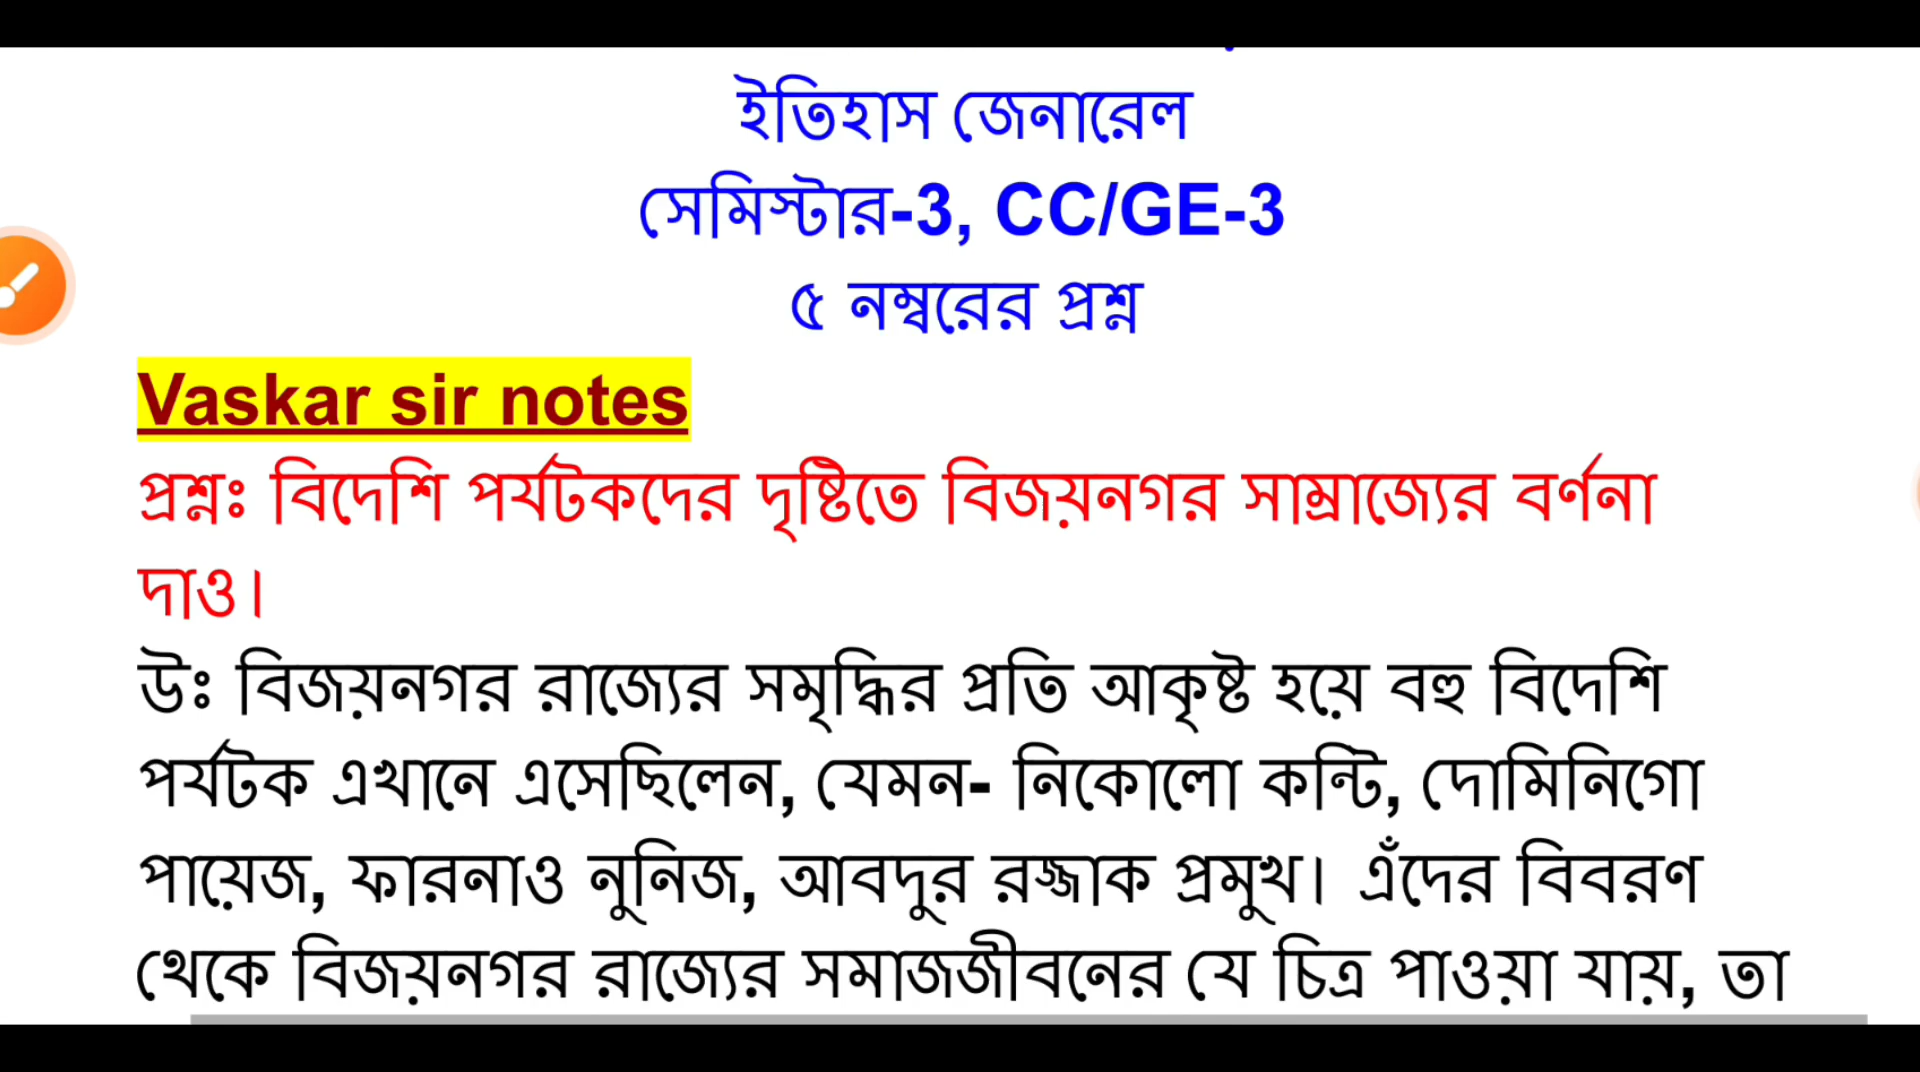 ইতিহাস জেনারেল
সেমিস্টার-3, CC/GE-3
৫ নম্বরের প্রশ্ন
Vaskar sir notes
প্রশ্নঃ বিদেশি পর্যটকদের দৃষ্টিতে বিজয়নগর সাম্রাজ্যের বর্ণনা
দাও।
উঃ বিজয়নগর রাজ্যের সমৃদ্ধির প্রতি আকৃষ্ট হয়ে বহু বিদেশি
পর্যটক এখানে এসেছিলেন, যেমন- নিকোলো কন্টি, দোমিনিগো
পায়েজ, ফারনাও নুনিজ, আবদুর রজ্জাক প্রমুখ। এঁদের বিবরণ
থেকে বিজয়নগর রাজ্যের সমাজজীবনের যে চিত্র পাওয়া যায়, তা